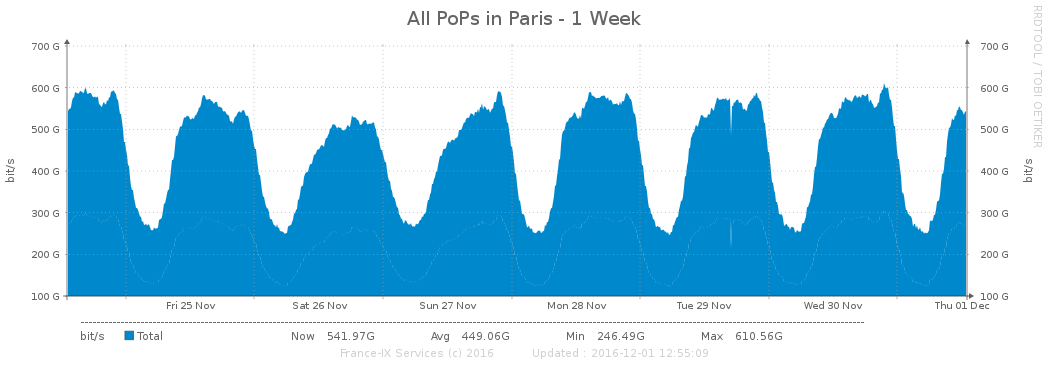 All PoPs in Paris - 1 Week
RRDTOOL / TOBI OETIKER
700 G 700 G
600 G 600 G
500 G 500 G
400 G 400 G
300 G 300 G
200 G 200 G
100 G 100 G
bit/s bit/s
Fri 25 Nov Sat 26 Nov Sun 27 Nov Mon 28 Nov Tue 29 Nov Wed 30 Nov Thu 01 Dec
bit/s Total Now 541.97G Avg 449.06G Min 246.49G Max 610.56G
France-IX Services (c) 2016 Updated : 2016-12-01 12:55:09